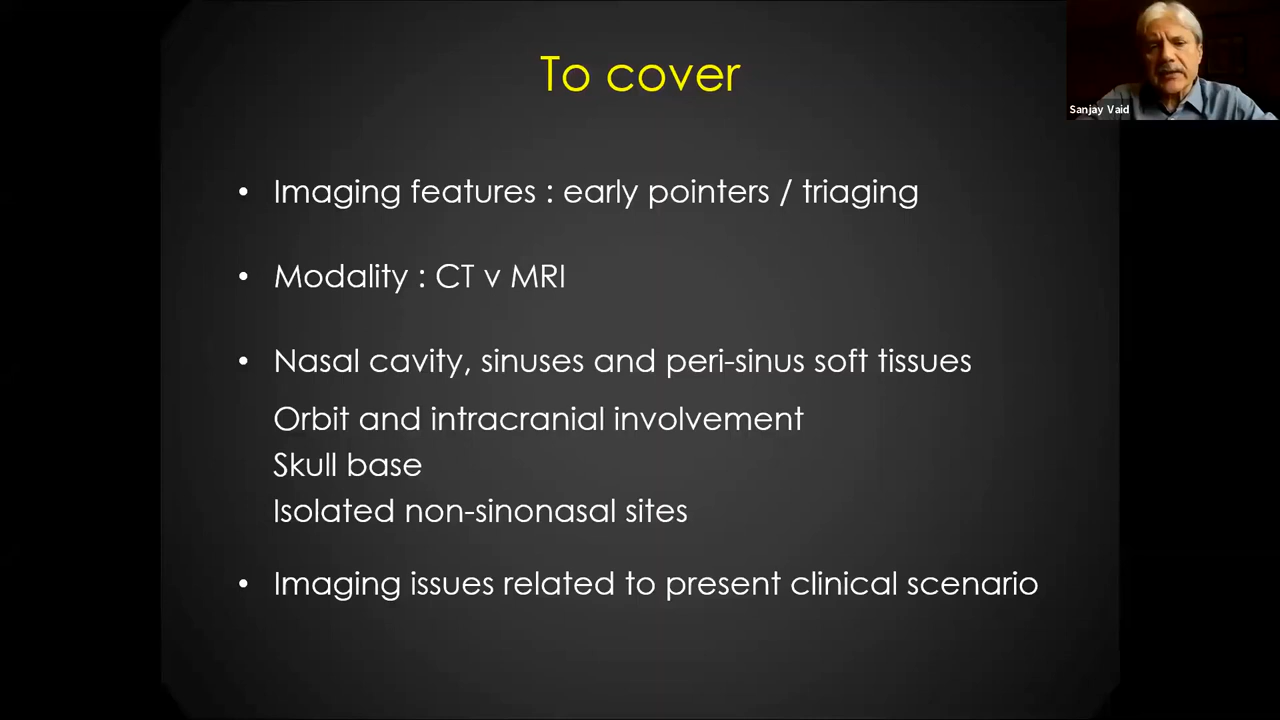 To cover
Sanjay Vaid
• Imaging features : early pointers / triaging
• Modality : CT v MRI
• Nasal cavity, sinuses and peri-sinus soft tissues
Orbit and intracranial involvement
Skull base
Isolated non-sinonasal sites
• Imaging issues related to present clinical scenario